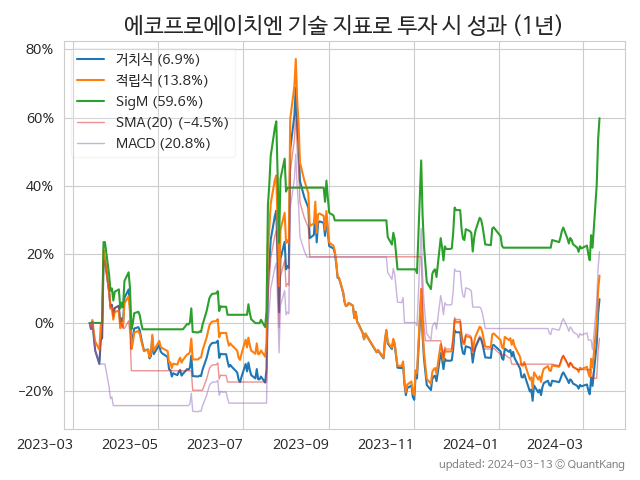 에코프로에이치엔 기술 지표로 투자 시 성과 (1년)
거치식 (6.9%)
적립식 (13.8%)
SigM (59.6%)
SMA(20) (−4.5%)
MACD (20.8%)
80%
60%
40%
20%
0%
−20%
2023-03
2023-05
2023-07
2023-09
2023-11
2024-01
2024-03
updated: 2024-03-13 ⓒ QuantKang